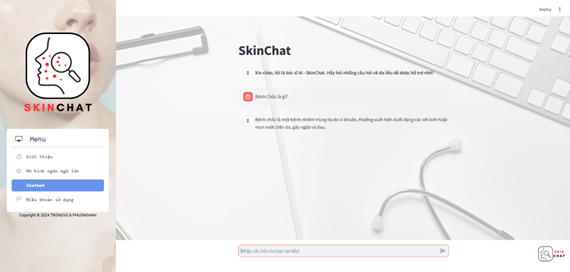 Deploy
SKINCHAT
Menu
Giới thiệu
Mô hình ngôn ngữ lớn
Chatbot
Điều khoản sử dụng
Copyright © 2024 TRONGVO & PHUONGANH
SkinChat
Xin chào, tôi là bác sĩ AI - SkinChat. Hãy hỏi những câu hỏi về da liễu để được hỗ trợ nhé!
Bệnh Chốc là gì?
Bệnh chốc là một bệnh nhiễm trùng da do vi khuẩn, thường xuất hiện dưới dạng các vết loét hoặc
mụn nước trên da, gây ngứa và đau.
Nhập câu hỏi của bạn tại đây!
SKIN
CHAT